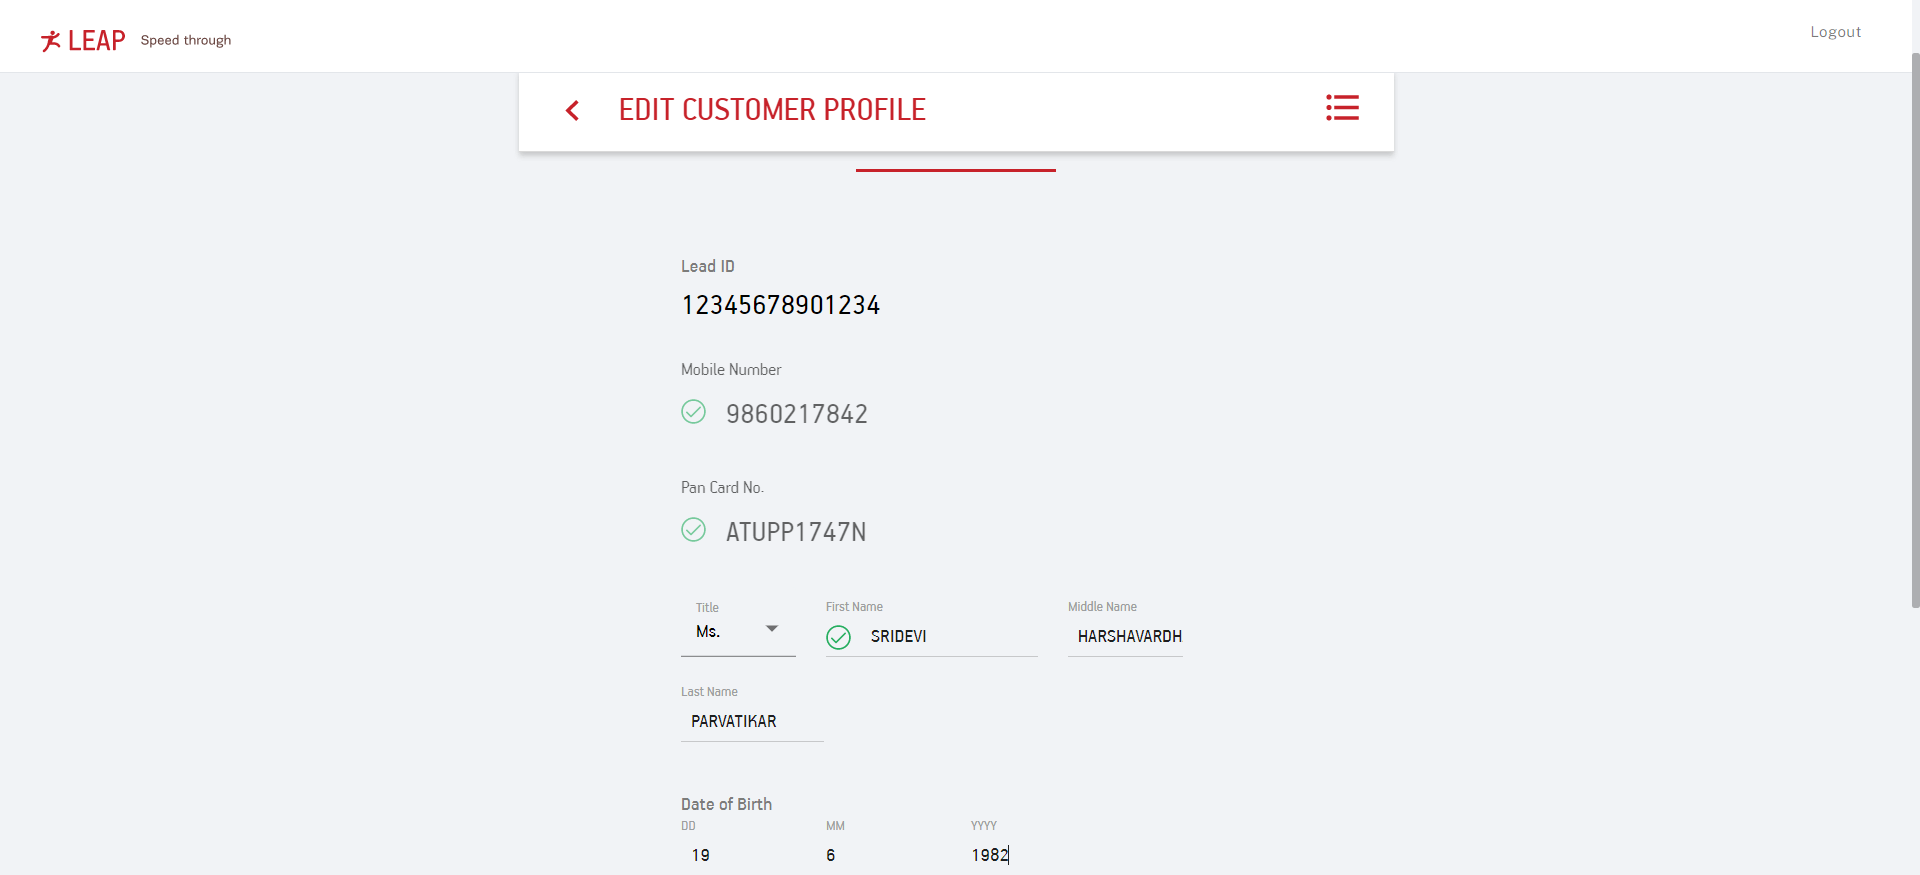 LEAP Speed through
Logout
EDIT CUSTOMER PROFILE
Lead ID
12345678901234
Mobile Number
9860217842
Pan Card No.
ATUPP1747N
Title First Name Middle Name
Ms. SRIDEVI HARSHAVARDH
Last Name
PARVATIKAR
Date of Birth
DD MM YYYY
19 6 1982